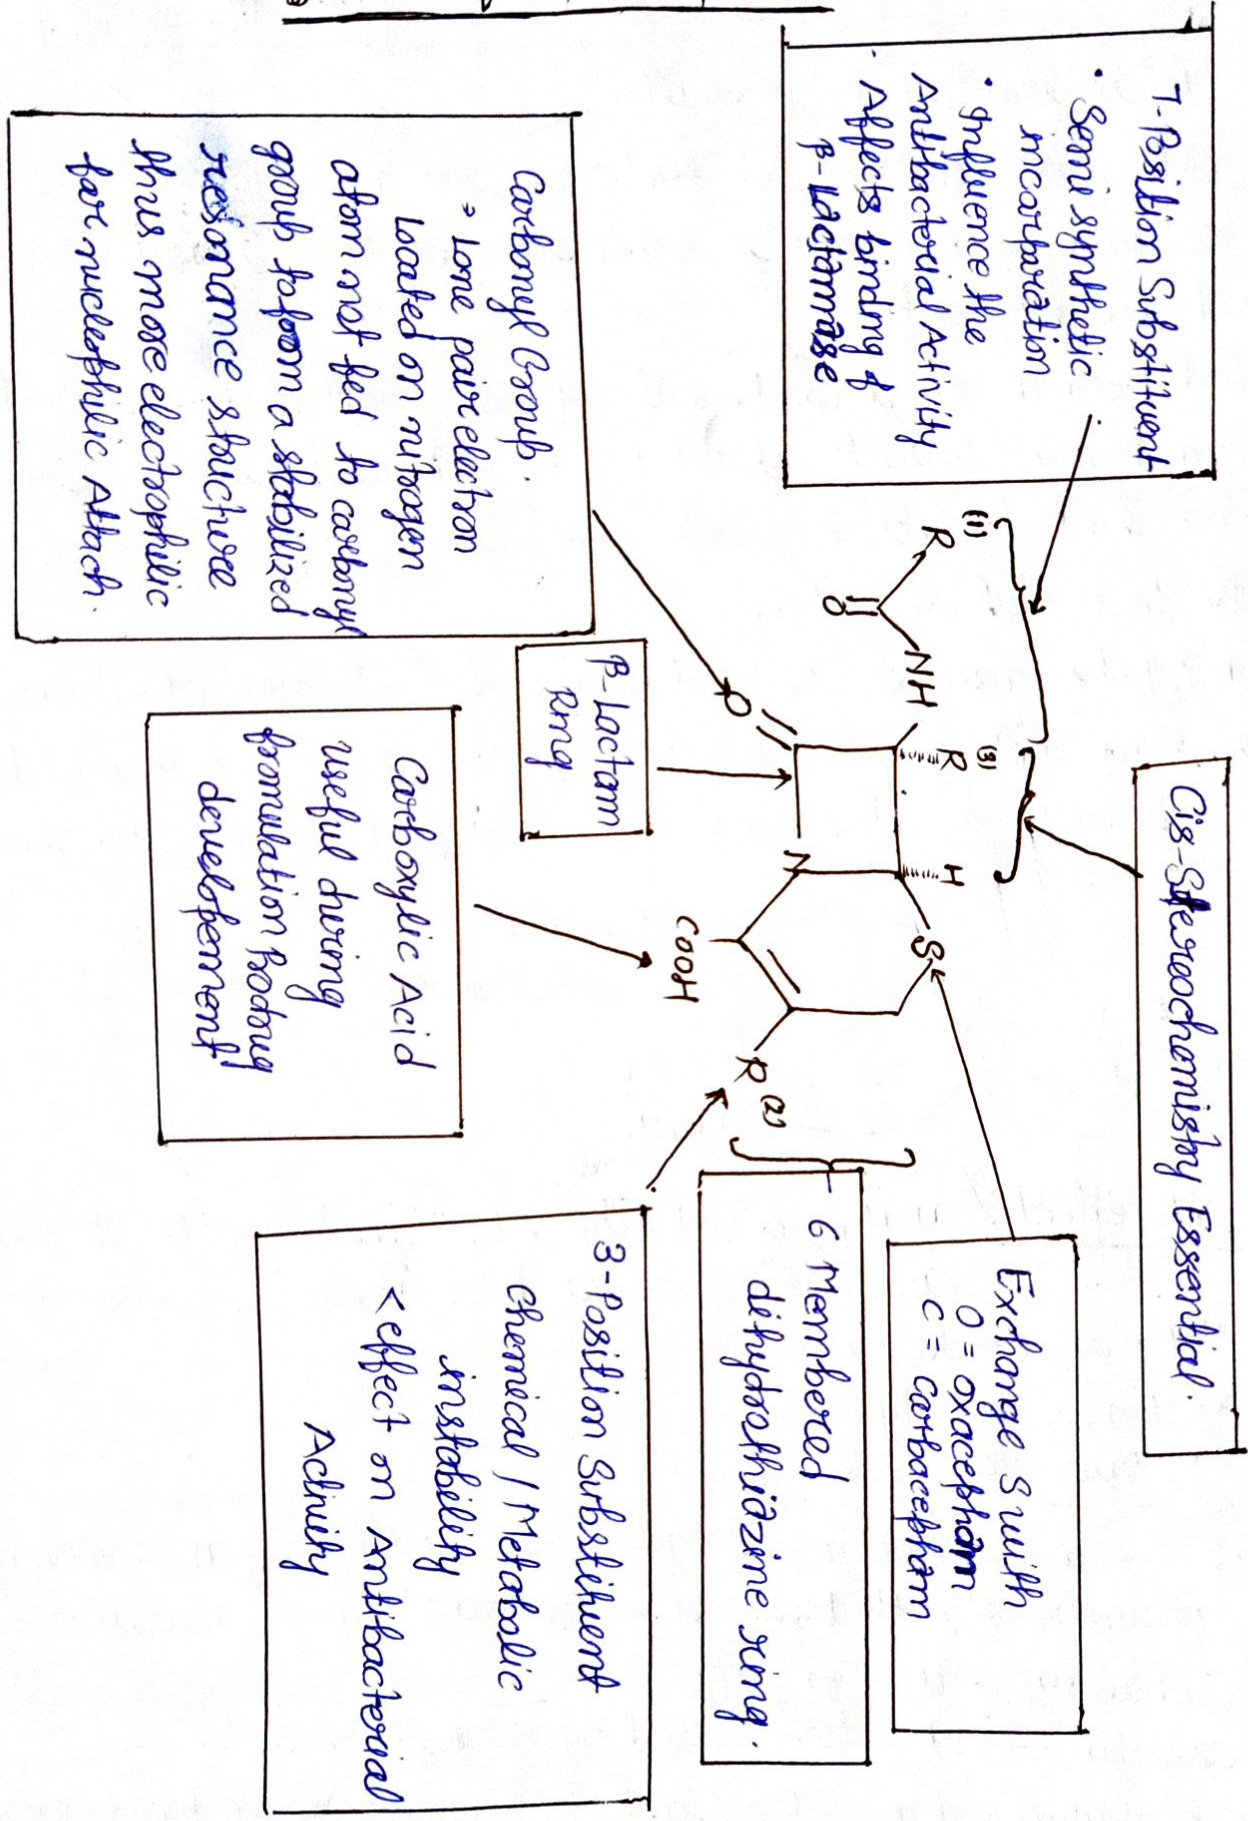 7-Position Substituent
• Semi synthetic
incorparation
• Influence the
Antibacterial Activity
· Affects binding of
β-Lactamase
Cis-Stereochemistry Essential.
Exchange S with
O = oxacepham
C = carbacepham
6 Membered
dihydrothiazine ring.
3-Position Substituent
Chemical / Metabolic
instability
< effect on Antibacterial
Activity
Carbonyl Group.
Lone pair electron
Located on nitrogen
atom not fed to carbonyl
group to form a stabilized
resonance structure
thus more electrophilic
for nucleophilic Attach.
β-Lactam
Ring
Carboxylic Acid
useful during
fromulation Prodrug
development
(1)
R
O
NH
(3)
R
H
S
O
N
COOH
R (2)